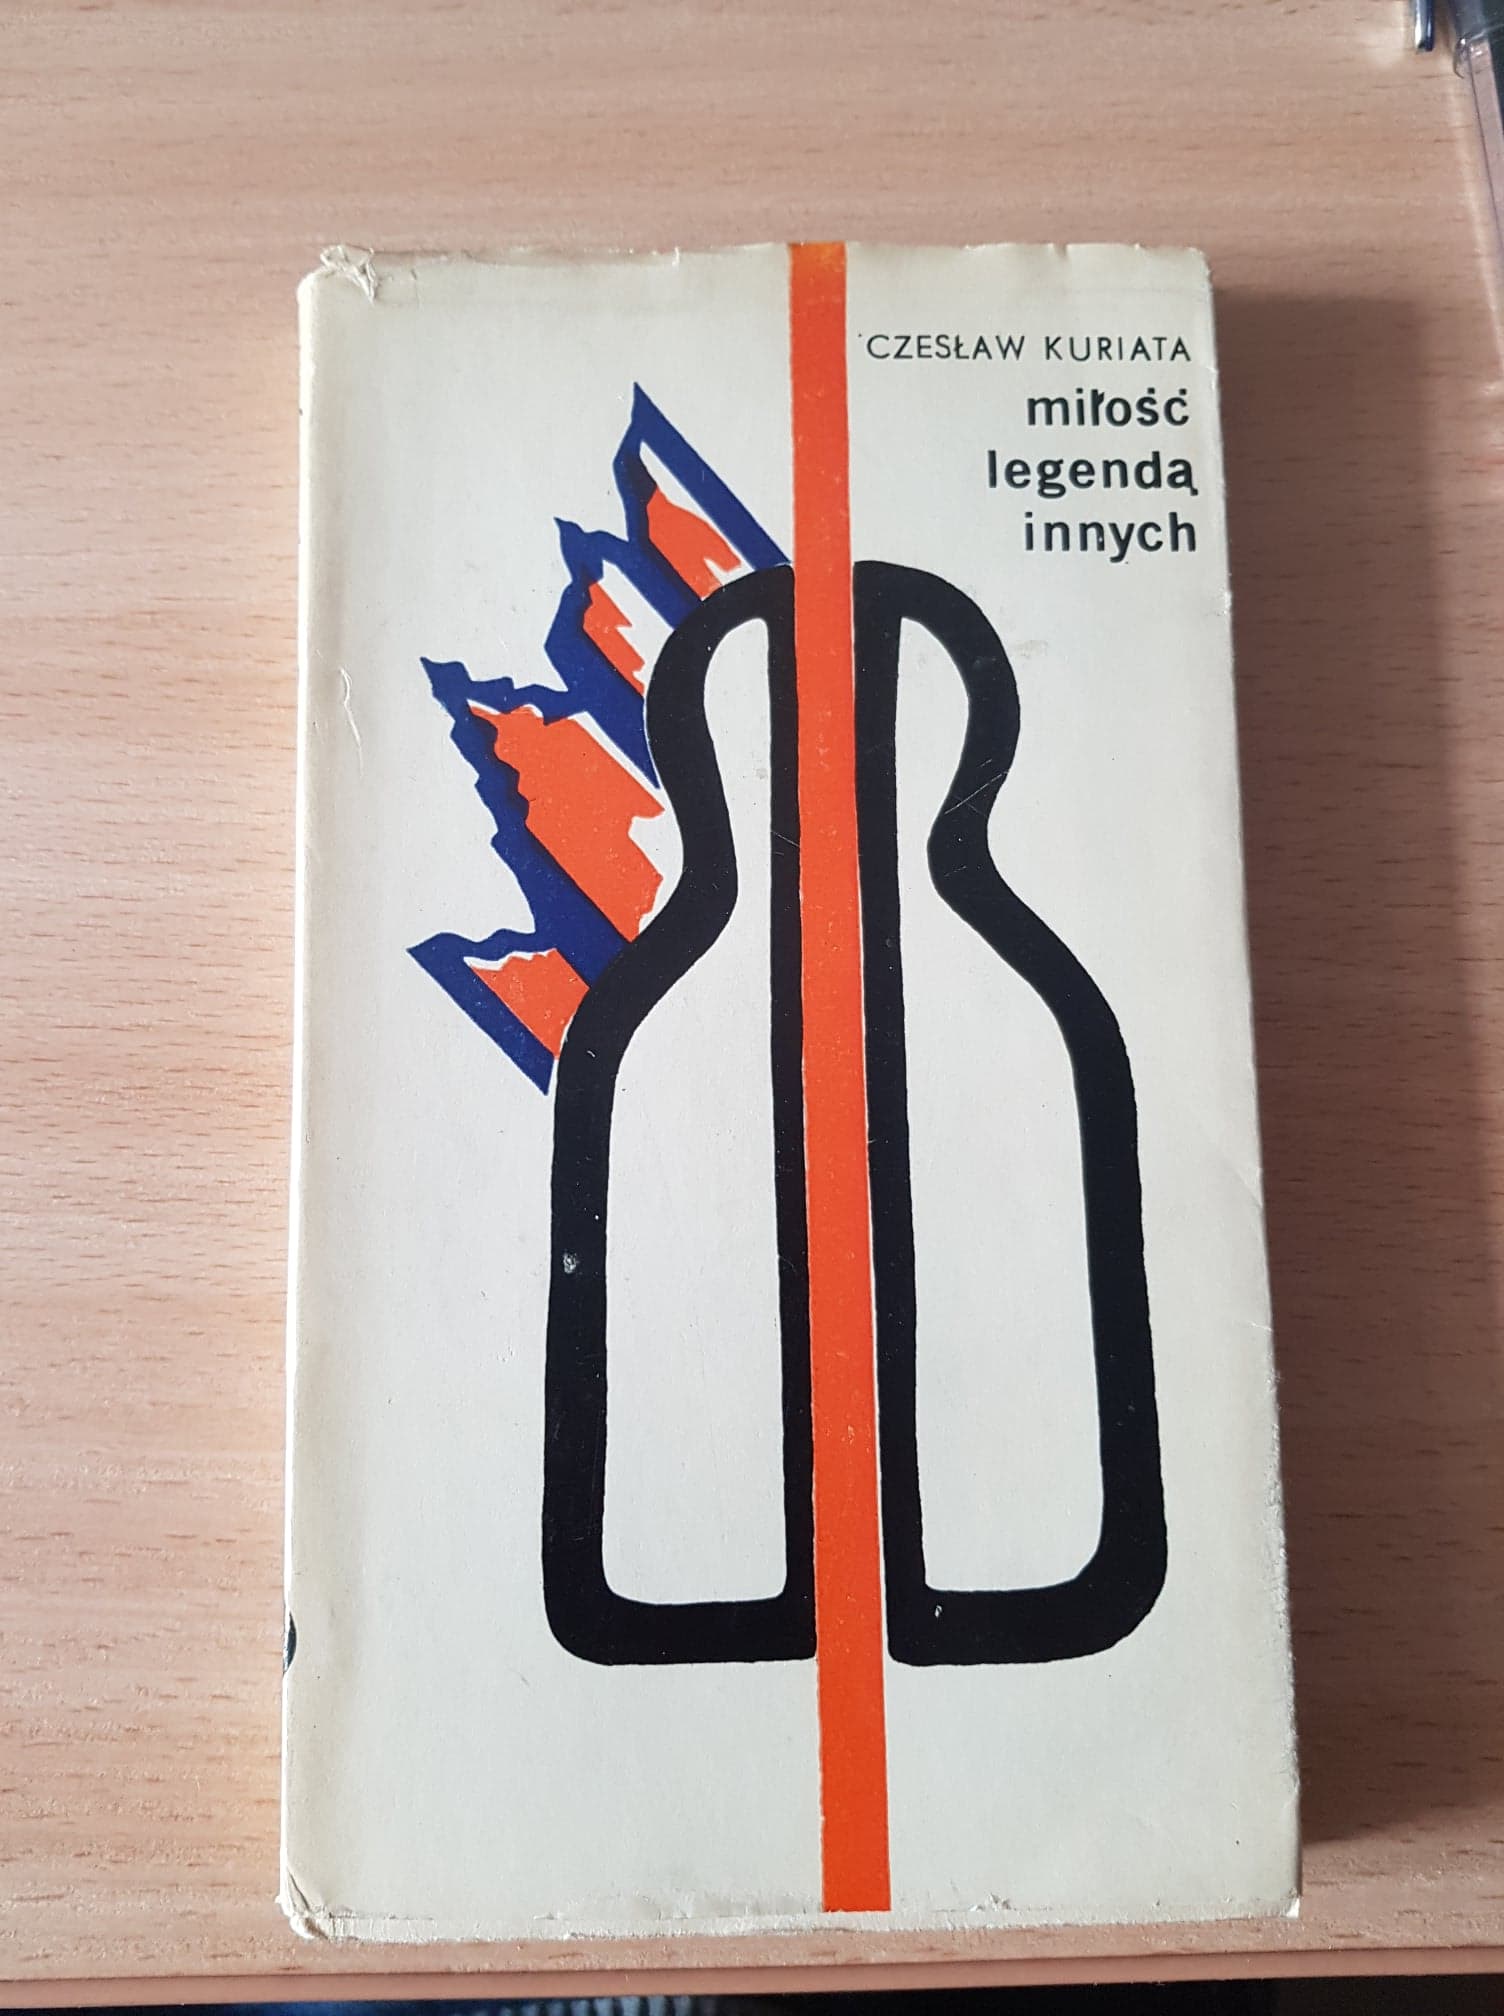 CZESŁAW KURIATA
miłość
legendą
innych